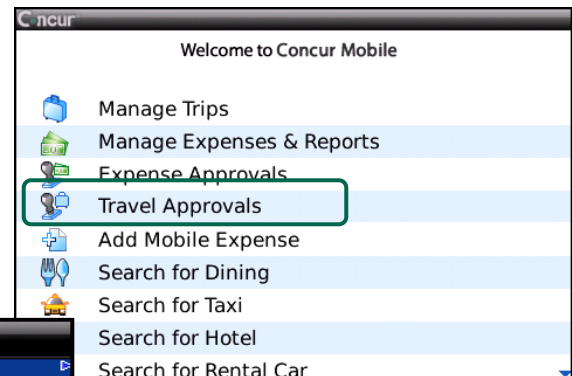 Concur
Welcome to Concur Mobile
Manage Trips
Manage Expenses & Reports
Expense Approvals
Travel Approvals
Add Mobile Expense
Search for Dining
Search for Taxi
Search for Hotel
Search for Rental Car